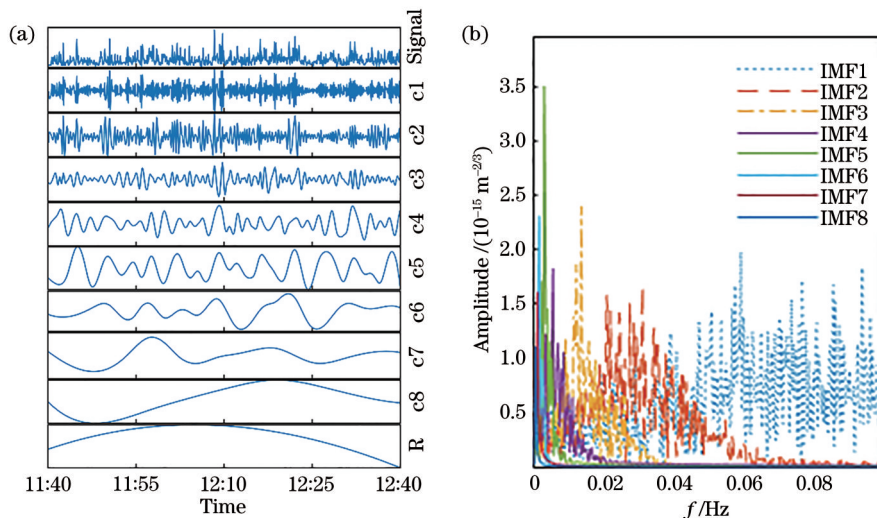 (a)
Signal
c1
c2
c3
c4
c5
c6
c7
c8
R
11:40 11:55 12:10 12:25 12:40
Time
(b)
3.5
3.0
2.5
2.0
1.5
1.0
0.5
Amplitude /(10⁻¹⁵ m⁻²ᐟ³)
IMF1
IMF2
IMF3
IMF4
IMF5
IMF6
IMF7
IMF8
0 0.02 0.04 0.06 0.08
f /Hz